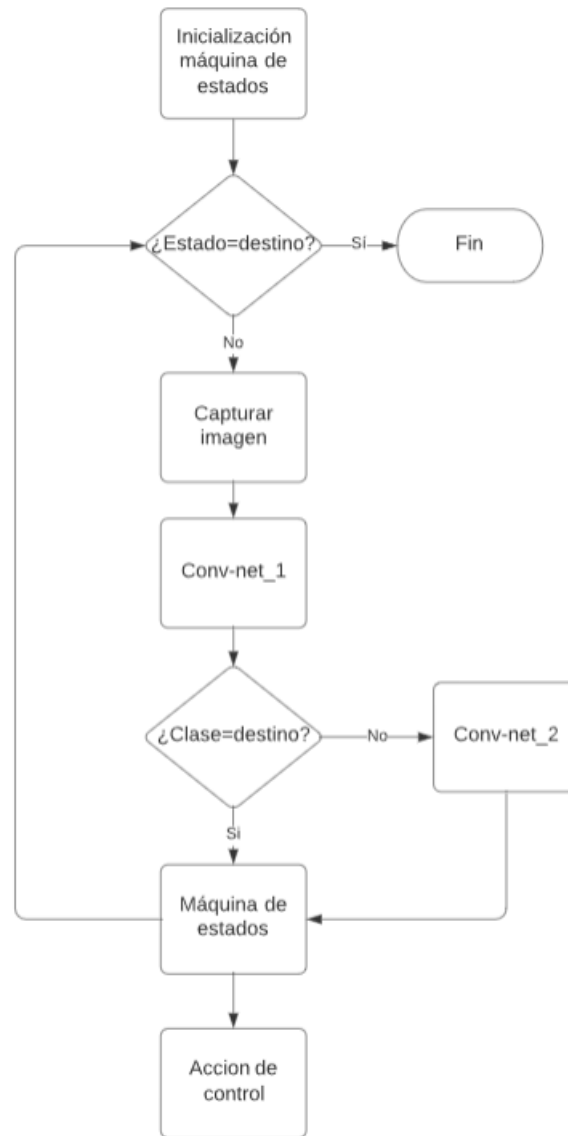 Inicialización
máquina de
estados
¿Estado=destino?
Sí
Fin
No
Capturar
imagen
Conv-net_1
¿Clase=destino?
No
Conv-net_2
Si
Máquina de
estados
Accion de
control